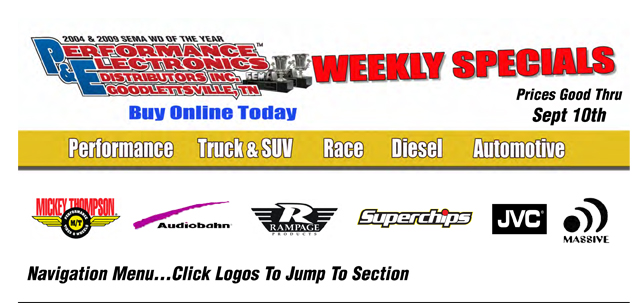 2004 & 2009 SEMA WD OF THE YEAR
PERFORMANCE
& ELECTRONICS
DISTRIBUTORS INC.
GOODLETTSVILLE, TN
WEEKLY SPECIALS
Prices Good Thru
Sept 10th
Buy Online Today
Performance Truck & SUV Race Diesel Automotive
MICKEY THOMPSON
M/T
Audiobahn
R
RAMPAGE
PRODUCTS
Superchips
JVC
MASSIVE
Navigation Menu...Click Logos To Jump To Section